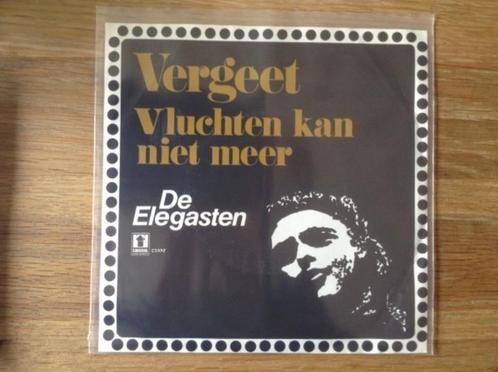 Vergeet
Vluchten kan
niet meer
De
Elegasten